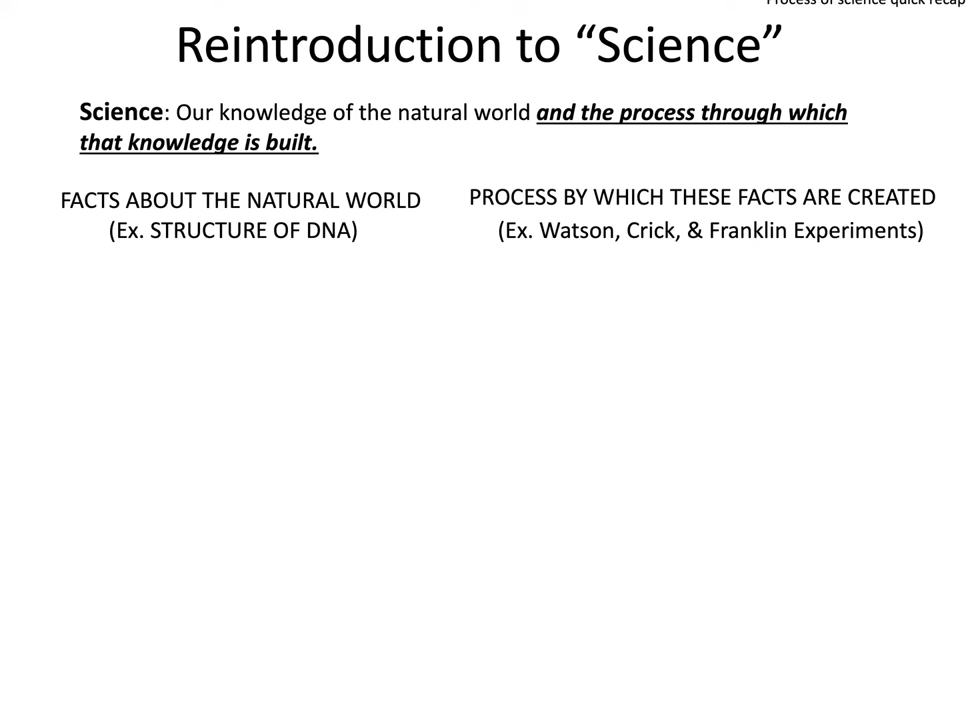 Process of science quick recap
Reintroduction to “Science”
Science: Our knowledge of the natural world and the process through which
that knowledge is built.
FACTS ABOUT THE NATURAL WORLD
(Ex. STRUCTURE OF DNA)
PROCESS BY WHICH THESE FACTS ARE CREATED
(Ex. Watson, Crick, & Franklin Experiments)